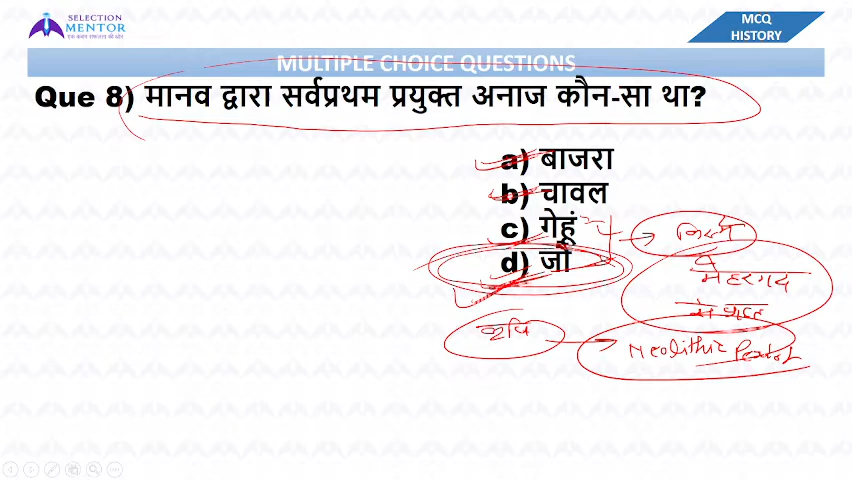 SELECTION
MENTOR
MCQ
HISTORY
MULTIPLE CHOICE QUESTIONS
Que 8) मानव द्वारा सर्वप्रथम प्रयुक्त अनाज कौन-सा था?
a) बाजरा
b) चावल
c) गेहूं
d) जौ
मेहरगढ़
कृषि
Neolithic Period